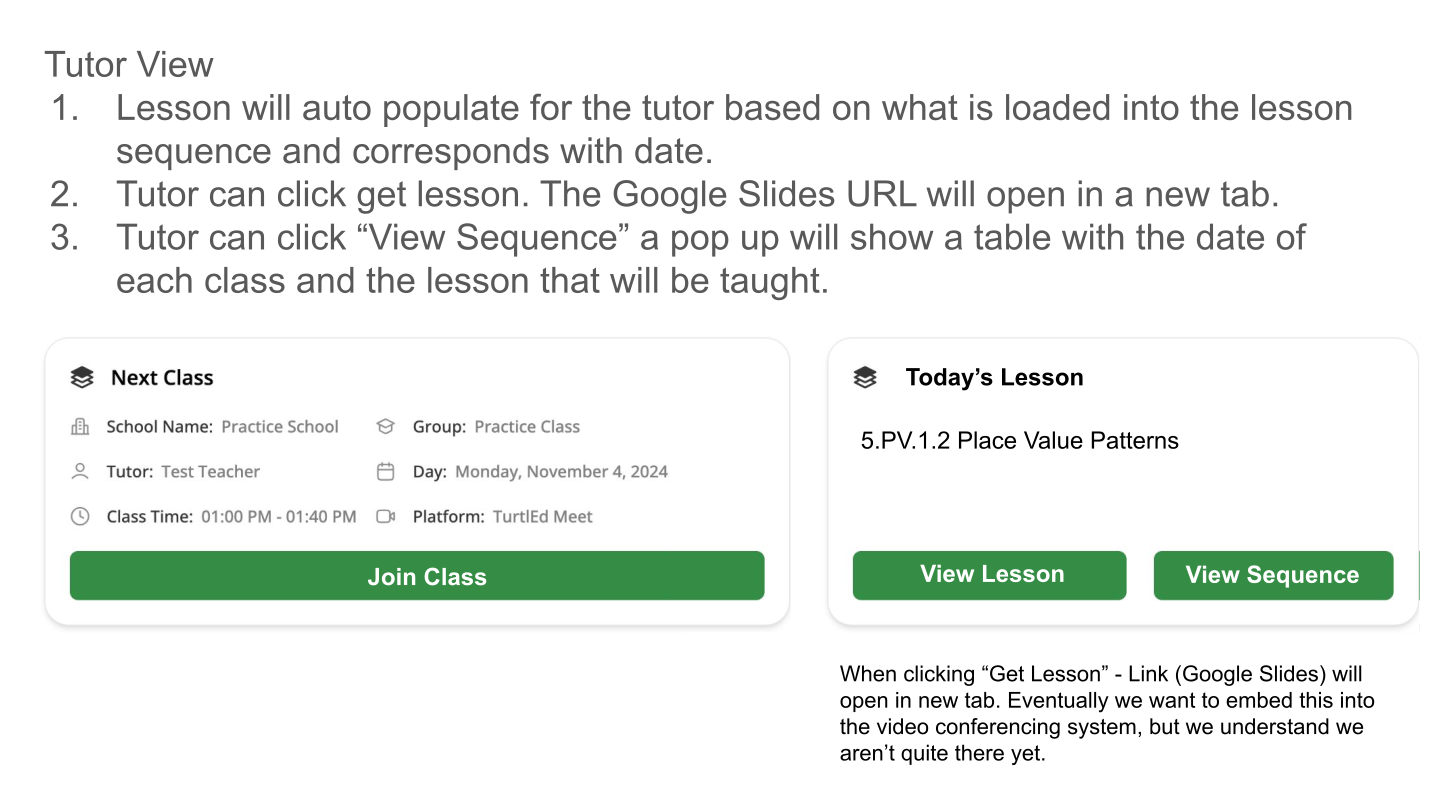 Tutor View
1. Lesson will auto populate for the tutor based on what is loaded into the lesson
sequence and corresponds with date.
2. Tutor can click get lesson. The Google Slides URL will open in a new tab.
3. Tutor can click “View Sequence” a pop up will show a table with the date of
each class and the lesson that will be taught.
Next Class
School Name: Practice School Group: Practice Class
Tutor: Test Teacher Day: Monday, November 4, 2024
Class Time: 01:00 PM - 01:40 PM Platform: TurtlEd Meet
Join Class
Today’s Lesson
5.PV.1.2 Place Value Patterns
View Lesson View Sequence
When clicking “Get Lesson” - Link (Google Slides) will
open in new tab. Eventually we want to embed this into
the video conferencing system, but we understand we
aren’t quite there yet.